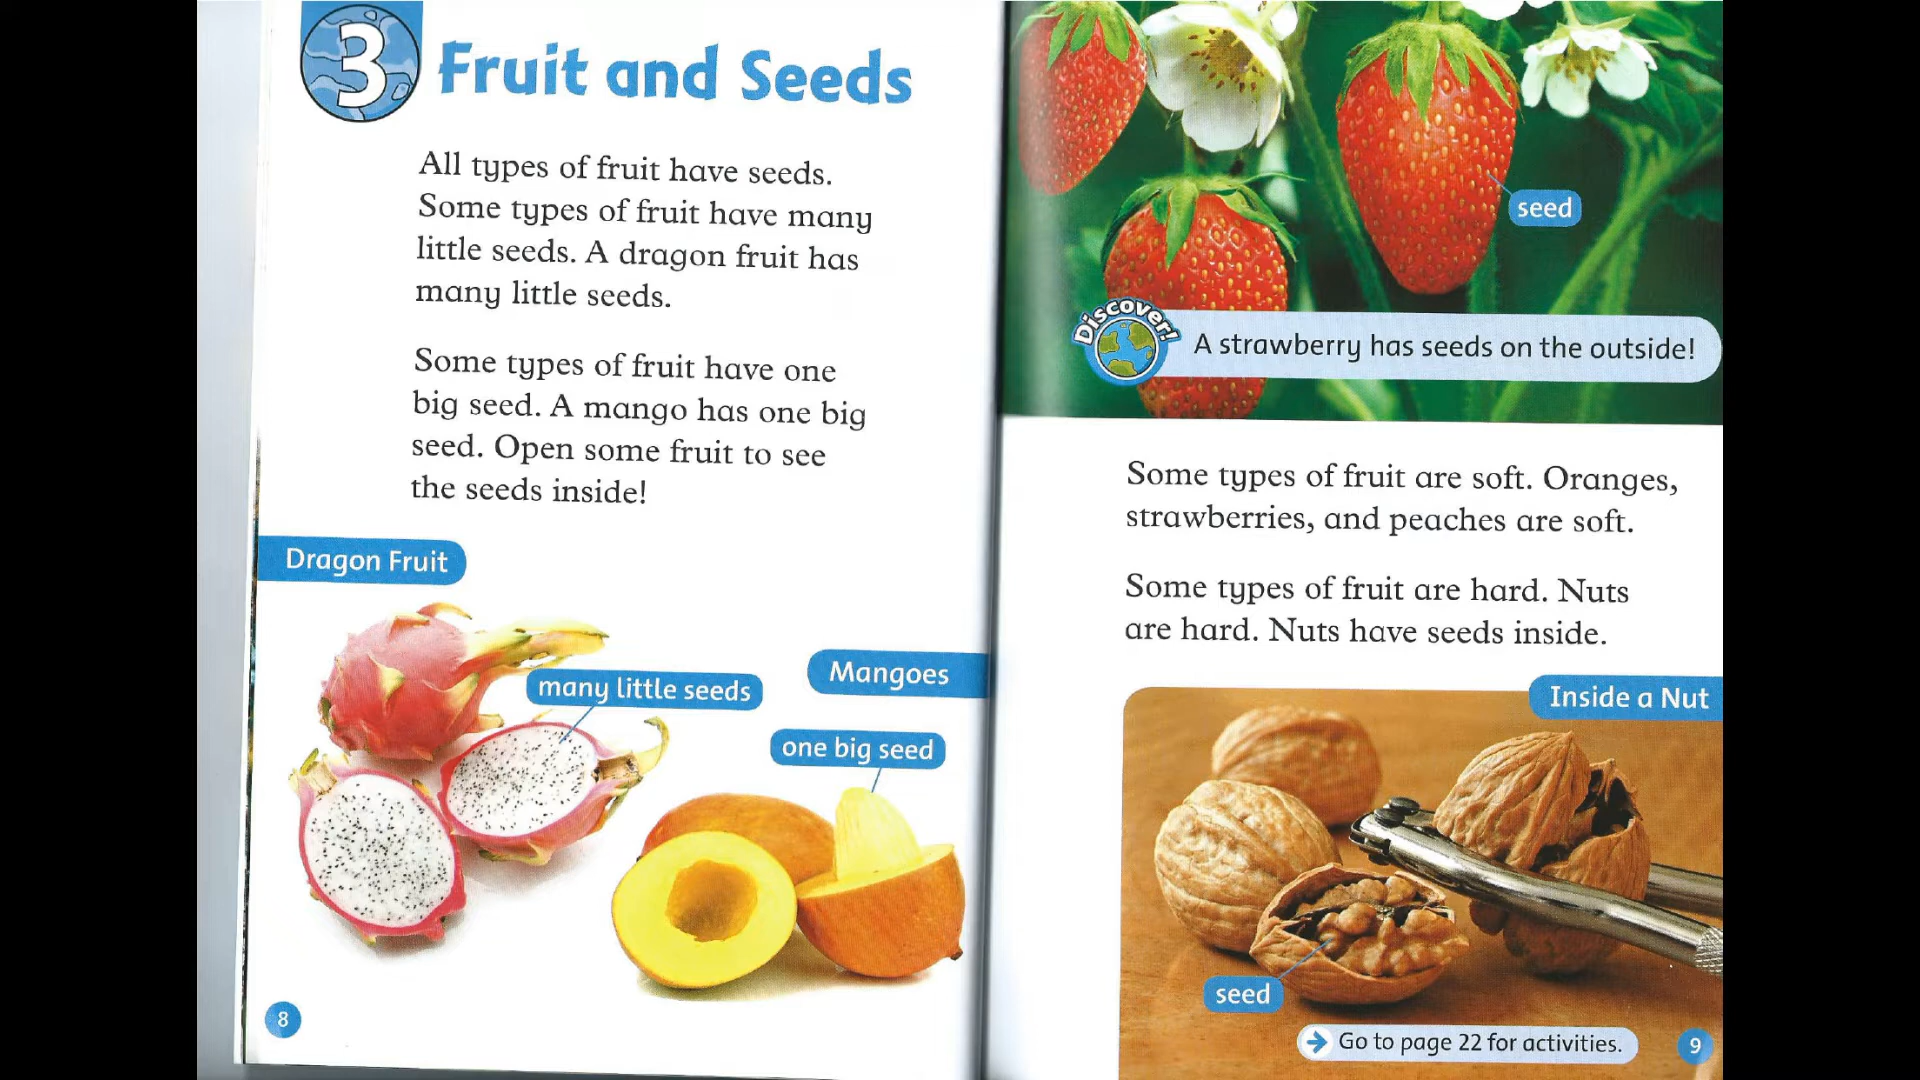 3
Fruit and Seeds
All types of fruit have seeds.
Some types of fruit have many
little seeds. A dragon fruit has
many little seeds.
Some types of fruit have one
big seed. A mango has one big
seed. Open some fruit to see
the seeds inside!
Dragon Fruit
many little seeds
Mangoes
one big seed
8
seed
Discover!
A strawberry has seeds on the outside!
Some types of fruit are soft. Oranges,
strawberries, and peaches are soft.
Some types of fruit are hard. Nuts
are hard. Nuts have seeds inside.
Inside a Nut
seed
Go to page 22 for activities.
9